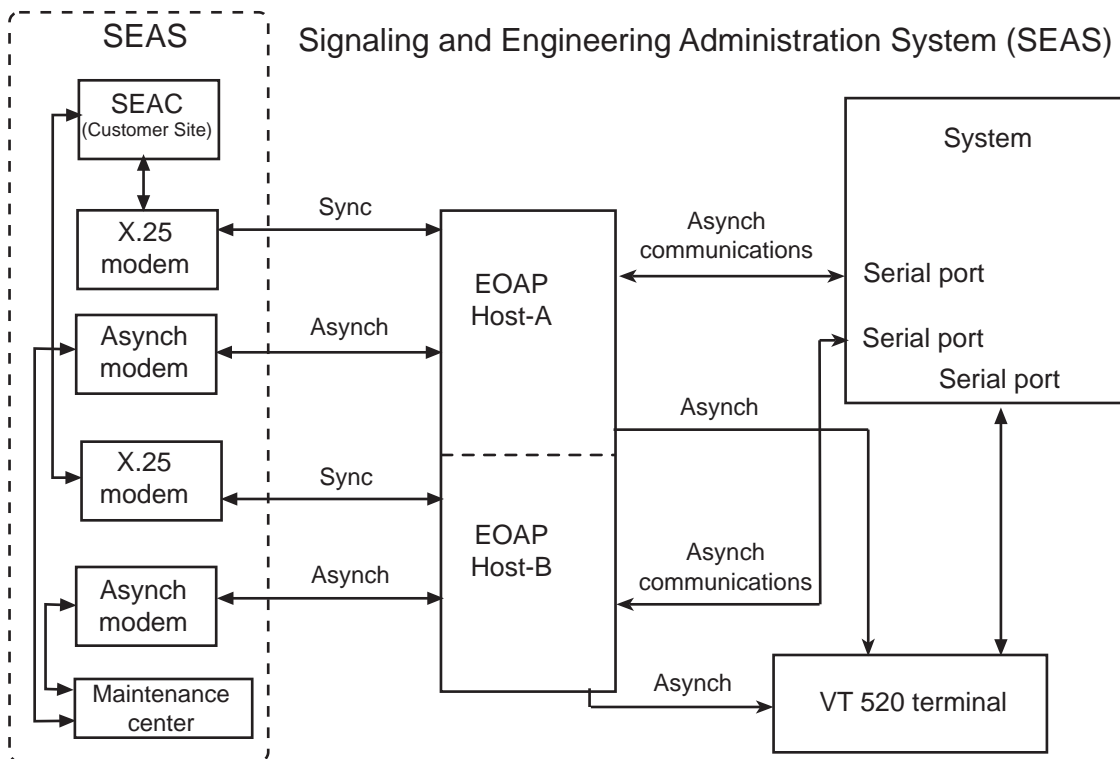 SEAS
Signaling and Engineering Administration System (SEAS)
SEAC
(Customer Site)
X.25
modem
Asynch
modem
X.25
modem
Asynch
modem
Maintenance
center
Sync
Asynch
Sync
Asynch
EOAP
Host-A
EOAP
Host-B
Asynch
communications
Asynch
Asynch
communications
Asynch
System
Serial port
Serial port
Serial port
VT 520 terminal